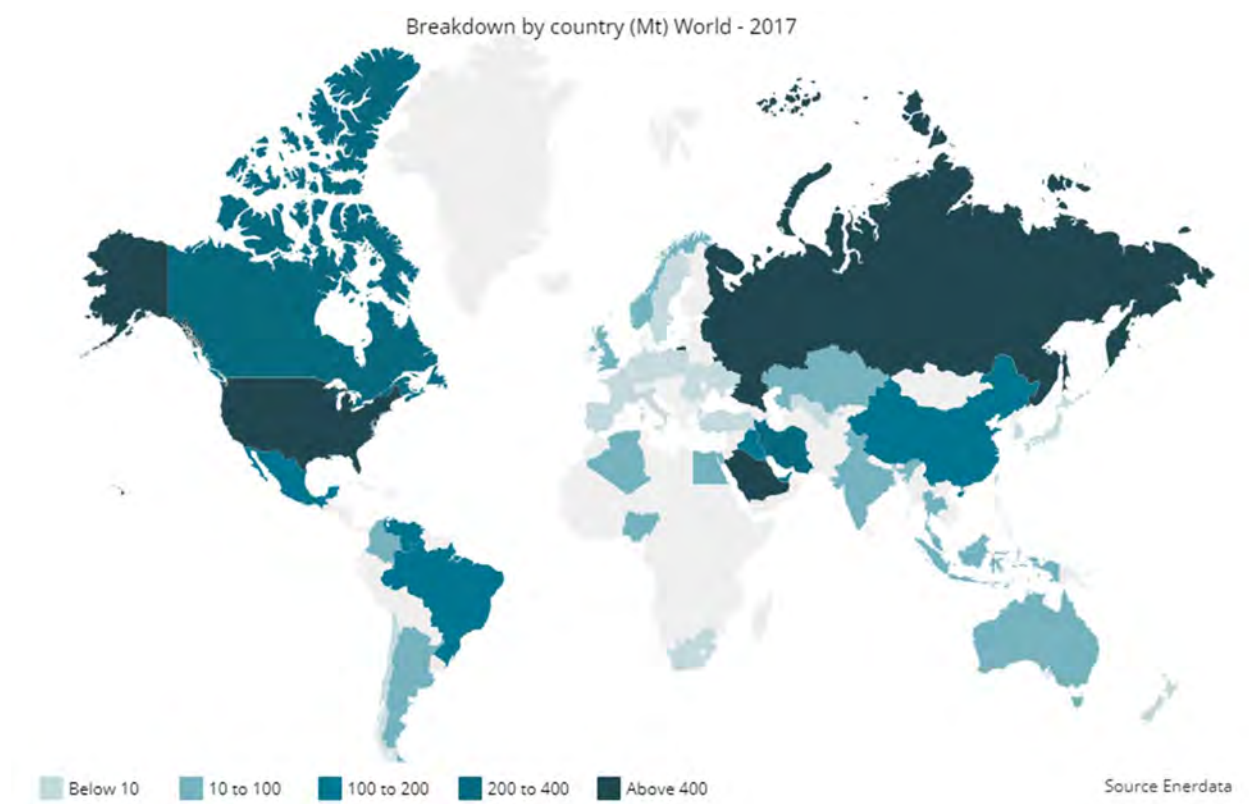 Breakdown by country (Mt) World - 2017
Below 10
10 to 100
100 to 200
200 to 400
Above 400
Source Enerdata